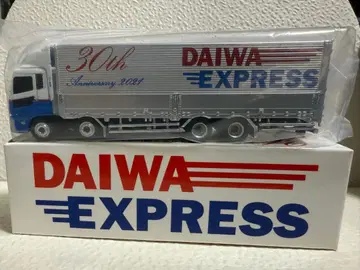 30th
Anniversary 2021
DAIWA
EXPRESS
DAIWA
EXPRESS